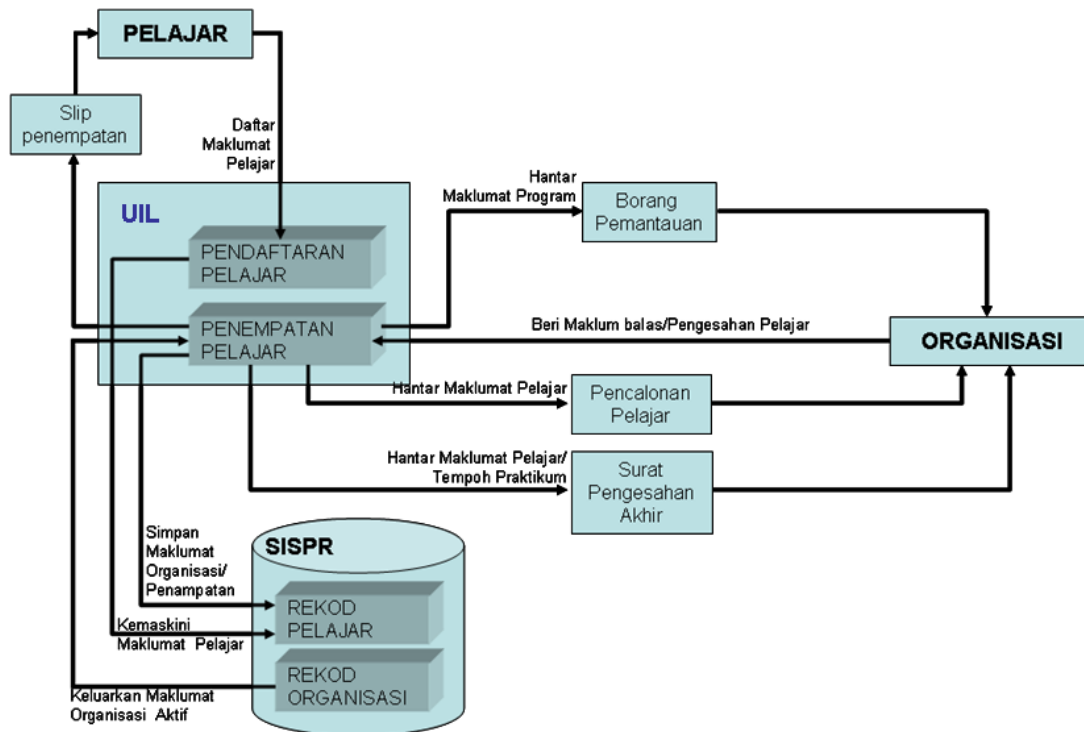 PELAJAR
Slip
penempatan
Daftar
Maklumat
Pelajar
UIL
PENDAFTARAN
PELAJAR
PENEMPATAN
PELAJAR
Hantar
Maklumat Program
Borang
Pemantauan
Beri Maklum balas/Pengesahan Pelajar
ORGANISASI
Hantar Maklumat Pelajar
Pencalonan
Pelajar
Hantar Maklumat Pelajar/
Tempoh Praktikum
Surat
Pengesahan
Akhir
Simpan
Maklumat
Organisasi/
Penampatan
SISPR
REKOD
PELAJAR
Kemaskini
Maklumat Pelajar
REKOD
ORGANISASI
Keluarkan Maklumat
Organisasi Aktif